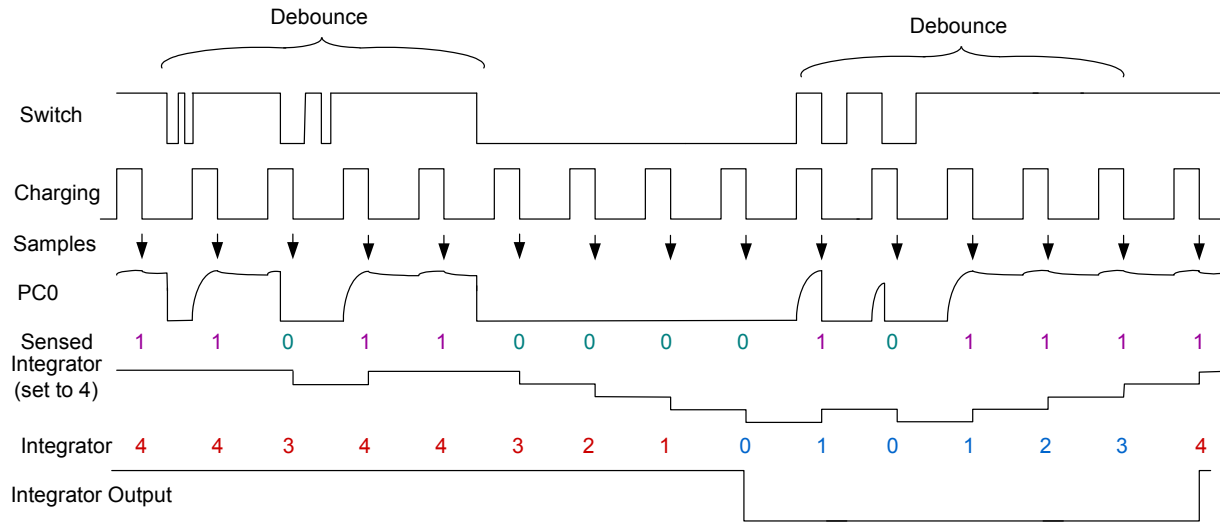 Debounce
Debounce
Switch
Charging
Samples
PC0
Sensed 1 1 0 1 1 0 0 0 0 1 0 1 1 1 1
Integrator
(set to 4)
Integrator 4 4 3 4 4 3 2 1 0 1 0 1 2 3 4
Integrator Output